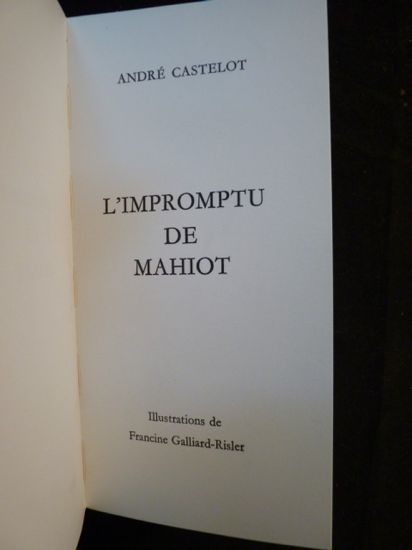 ANDRÉ CASTELOT
L'IMPROMPTU
DE
MAHIOT
Illustrations de
Francine Galliard-Risler